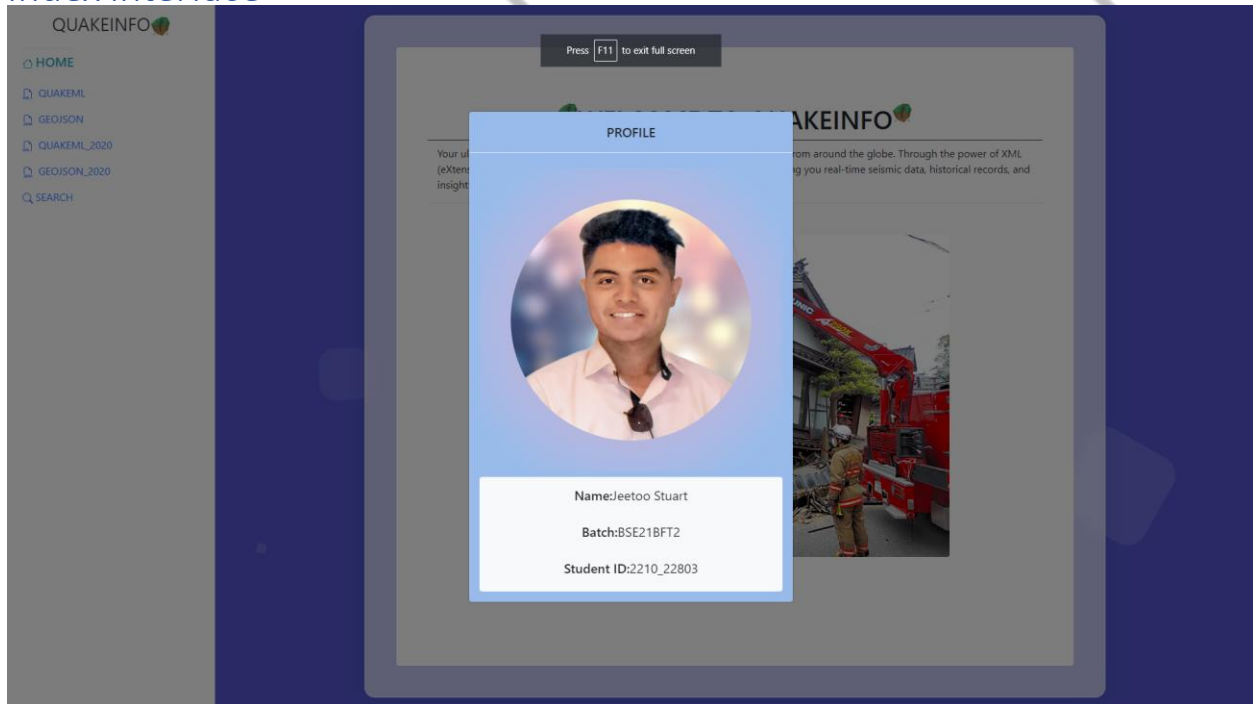 QUAKEINFO
HOME
QUAKEML
GEOJSON
QUAKEML_2020
GEOJSON_2020
SEARCH
Press F11 to exit full screen
AKEINFO
PROFILE
Your
rom around the globe. Through the power of XML
you real-time seismic data, historical records, and
insight
Name:Jeetoo Stuart
Batch:BSE21BFT2
Student ID:2210_22803